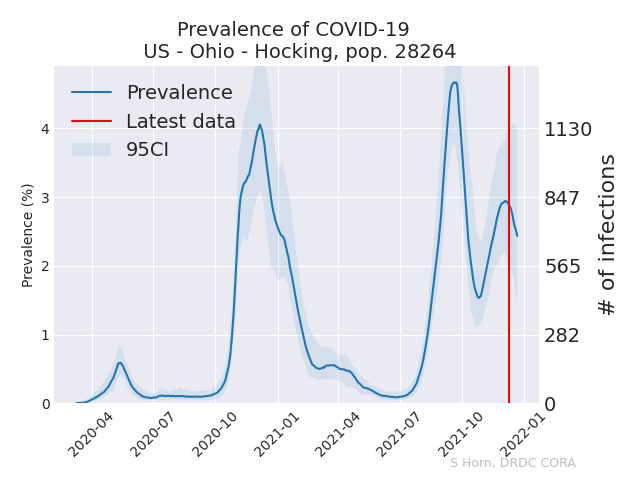 Prevalence of COVID-19
US - Ohio - Hocking, pop. 28264
Prevalence
Latest data
95CI
Prevalence (%)
4
3
2
1
0
1130
847
565
282
0
# of infections
2020-04
2020-07
2020-10
2021-01
2021-04
2021-07
2021-10
2022-01
S Horn, DRDC CORA